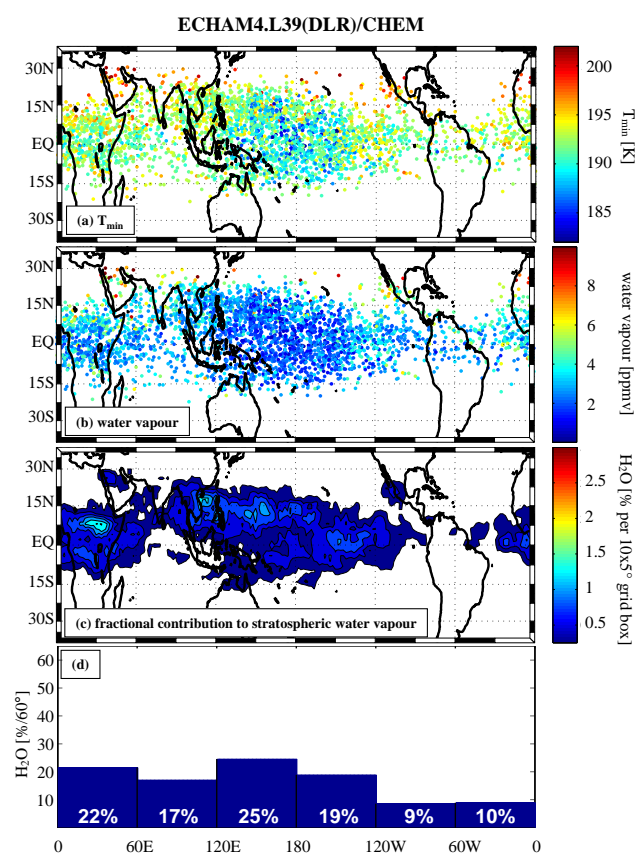 ECHAM4.L39(DLR)/CHEM
30N
15N
EQ
15S
30S
(a) Tmin
200
195
190
185
Tmin [K]
30N
15N
EQ
15S
30S
(b) water vapour
8
6
4
2
water vapour [ppmv]
30N
15N
EQ
15S
30S
(c) fractional contribution to stratospheric water vapour
2.5
2
1.5
1
0.5
H2O [% per 10x5° grid box]
(d)
60
50
40
30
20
10
H2O [%/60°]
22% 17% 25% 19% 9% 10%
0 60E 120E 180 120W 60W 0